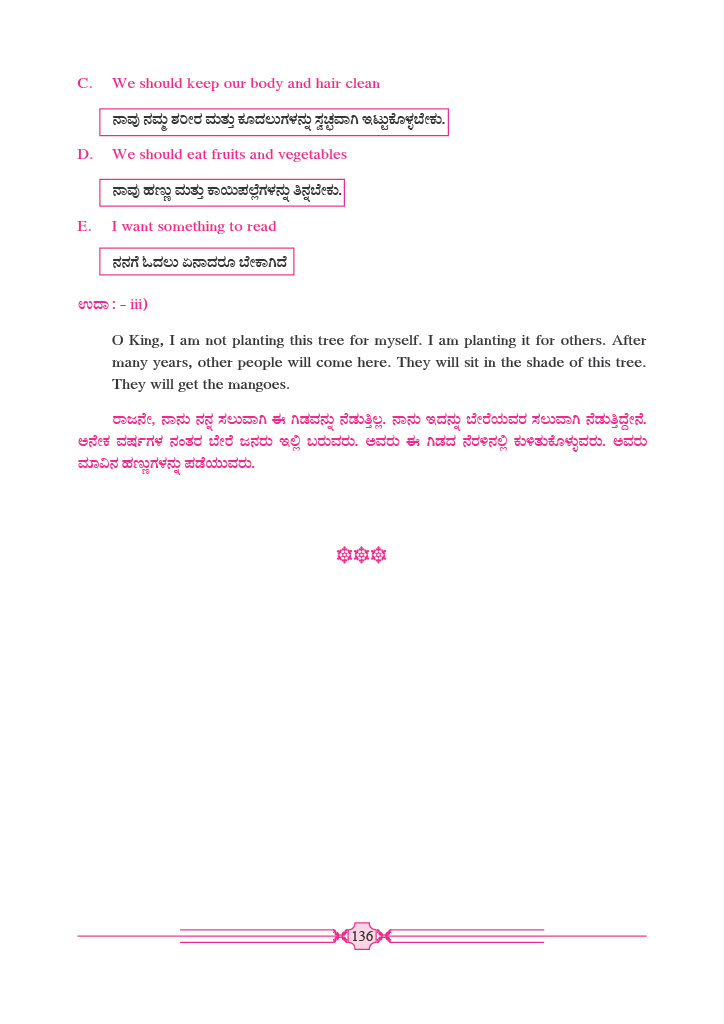 C. We should keep our body and hair clean
ನಾವು ನಮ್ಮ ಶರೀರ ಮತ್ತು ಕೂದಲುಗಳನ್ನು ಸ್ವಚ್ಛವಾಗಿ ಇಟ್ಟುಕೊಳ್ಳಬೇಕು.
D. We should eat fruits and vegetables
ನಾವು ಹಣ್ಣು ಮತ್ತು ಕಾಯಿಪಲ್ಲೆಗಳನ್ನು ತಿನ್ನಬೇಕು.
E. I want something to read
ನನಗೆ ಓದಲು ಏನಾದರೂ ಬೇಕಾಗಿದೆ
ಉದಾ : – iii)
O King, I am not planting this tree for myself. I am planting it for others. After
many years, other people will come here. They will sit in the shade of this tree.
They will get the mangoes.
ರಾಜನೇ, ನಾನು ನನ್ನ ಸಲುವಾಗಿ ಈ ಗಿಡವನ್ನು ನೆಡುತ್ತಿಲ್ಲ. ನಾನು ಇದನ್ನು ಬೇರೆಯವರ ಸಲುವಾಗಿ ನೆಡುತ್ತಿದ್ದೇನೆ.
ಅನೇಕ ವರ್ಷಗಳ ನಂತರ ಬೇರೆ ಜನರು ಇಲ್ಲಿ ಬರುವರು. ಅವರು ಈ ಗಿಡದ ನೆರಳಿನಲ್ಲಿ ಕುಳಿತುಕೊಳ್ಳುವರು. ಅವರು
ಮಾವಿನ ಹಣ್ಣುಗಳನ್ನು ಪಡೆಯುವರು.
136